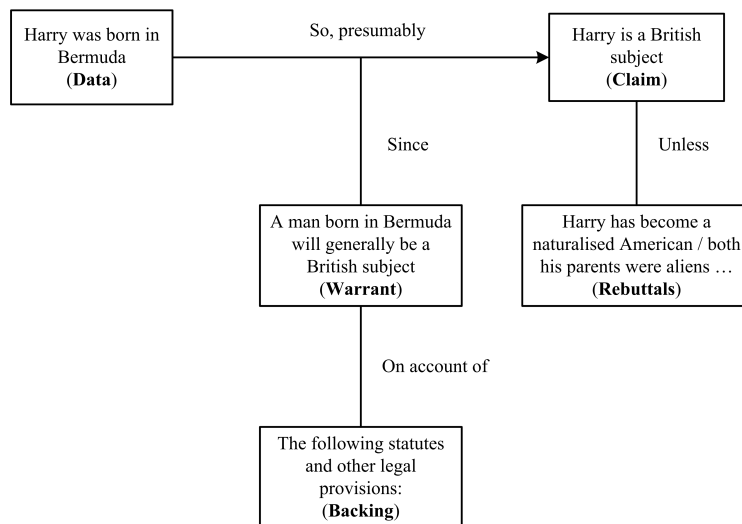 Harry was born in
Bermuda
(Data)
So, presumably
Harry is a British
subject
(Claim)
Since
Unless
A man born in Bermuda
will generally be a
British subject
(Warrant)
Harry has become a
naturalised American / both
his parents were aliens …
(Rebuttals)
On account of
The following statutes
and other legal
provisions:
(Backing)